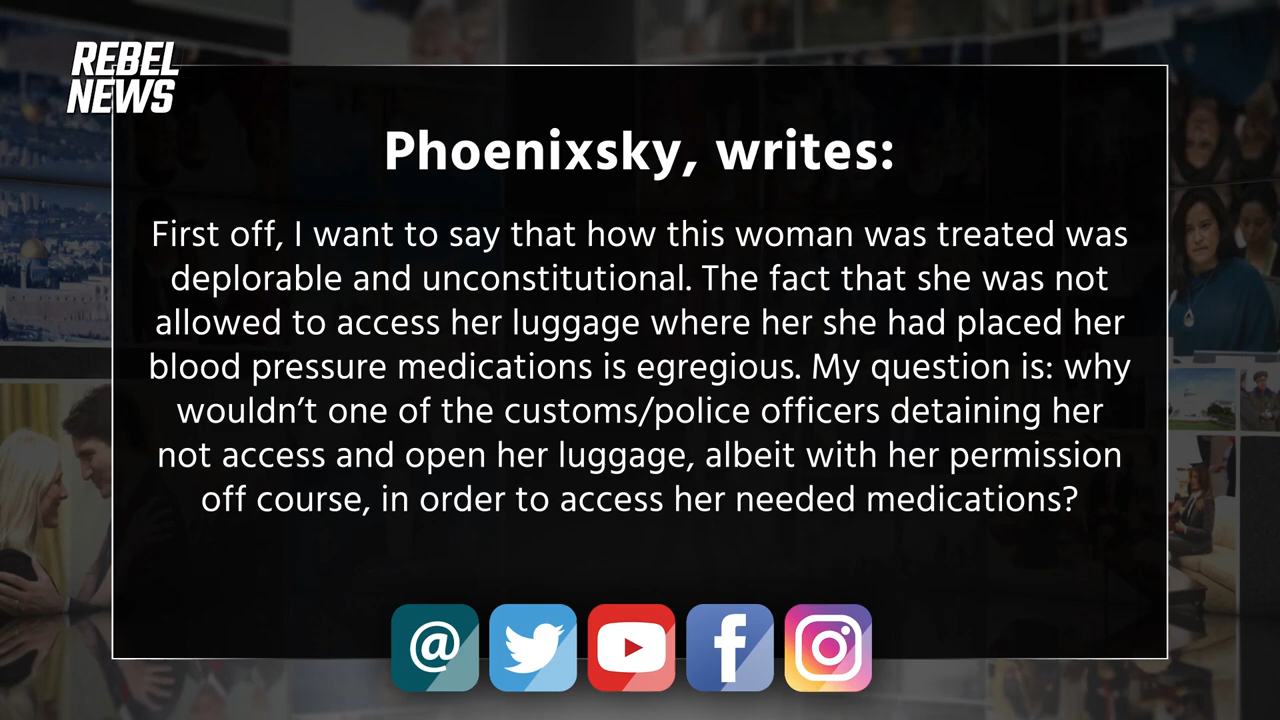 REBEL
NEWS
Phoenixsky, writes:
First off, I want to say that how this woman was treated was
deplorable and unconstitutional. The fact that she was not
allowed to access her luggage where her she had placed her
blood pressure medications is egregious. My question is: why
wouldn’t one of the customs/police officers detaining her
not access and open her luggage, albeit with her permission
off course, in order to access her needed medications?
@